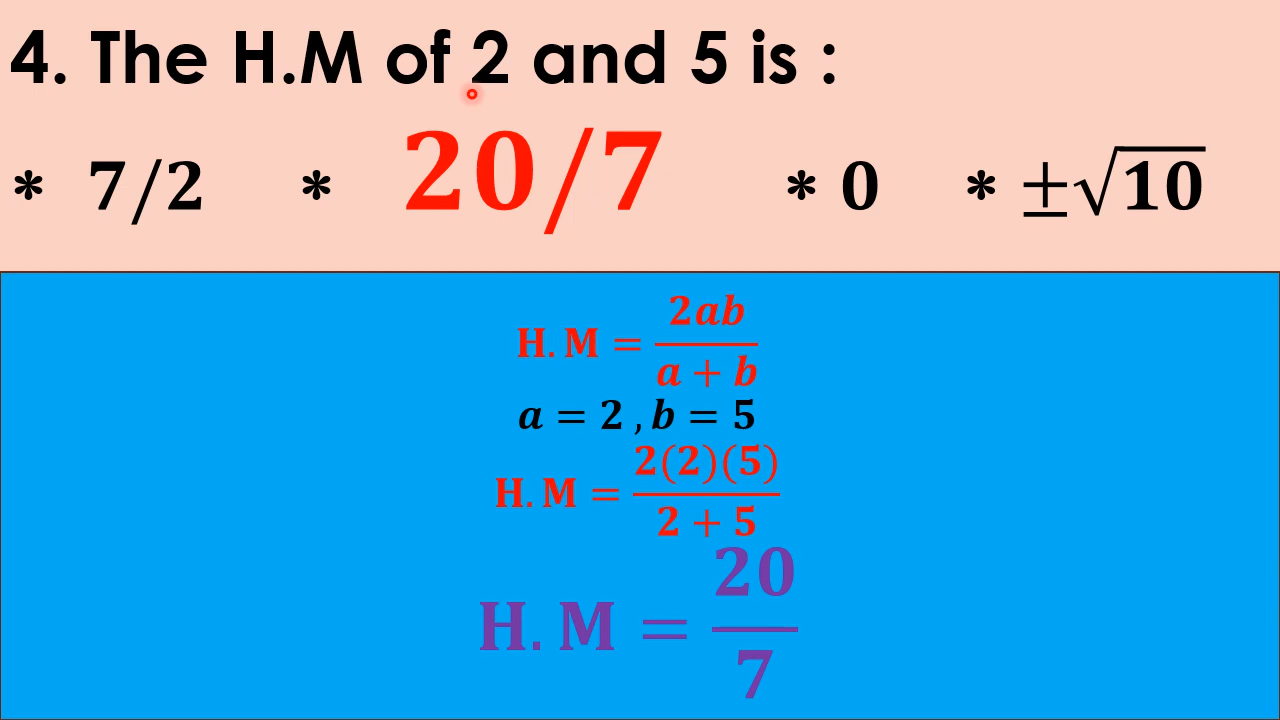 4. The H.M of 2 and 5 is :
* 7/2 * 20/7 * 0 * ±√10
H.M = 2ab/a + b
a = 2 , b = 5
H.M = 2(2)(5)/2 + 5
H.M = 20/7